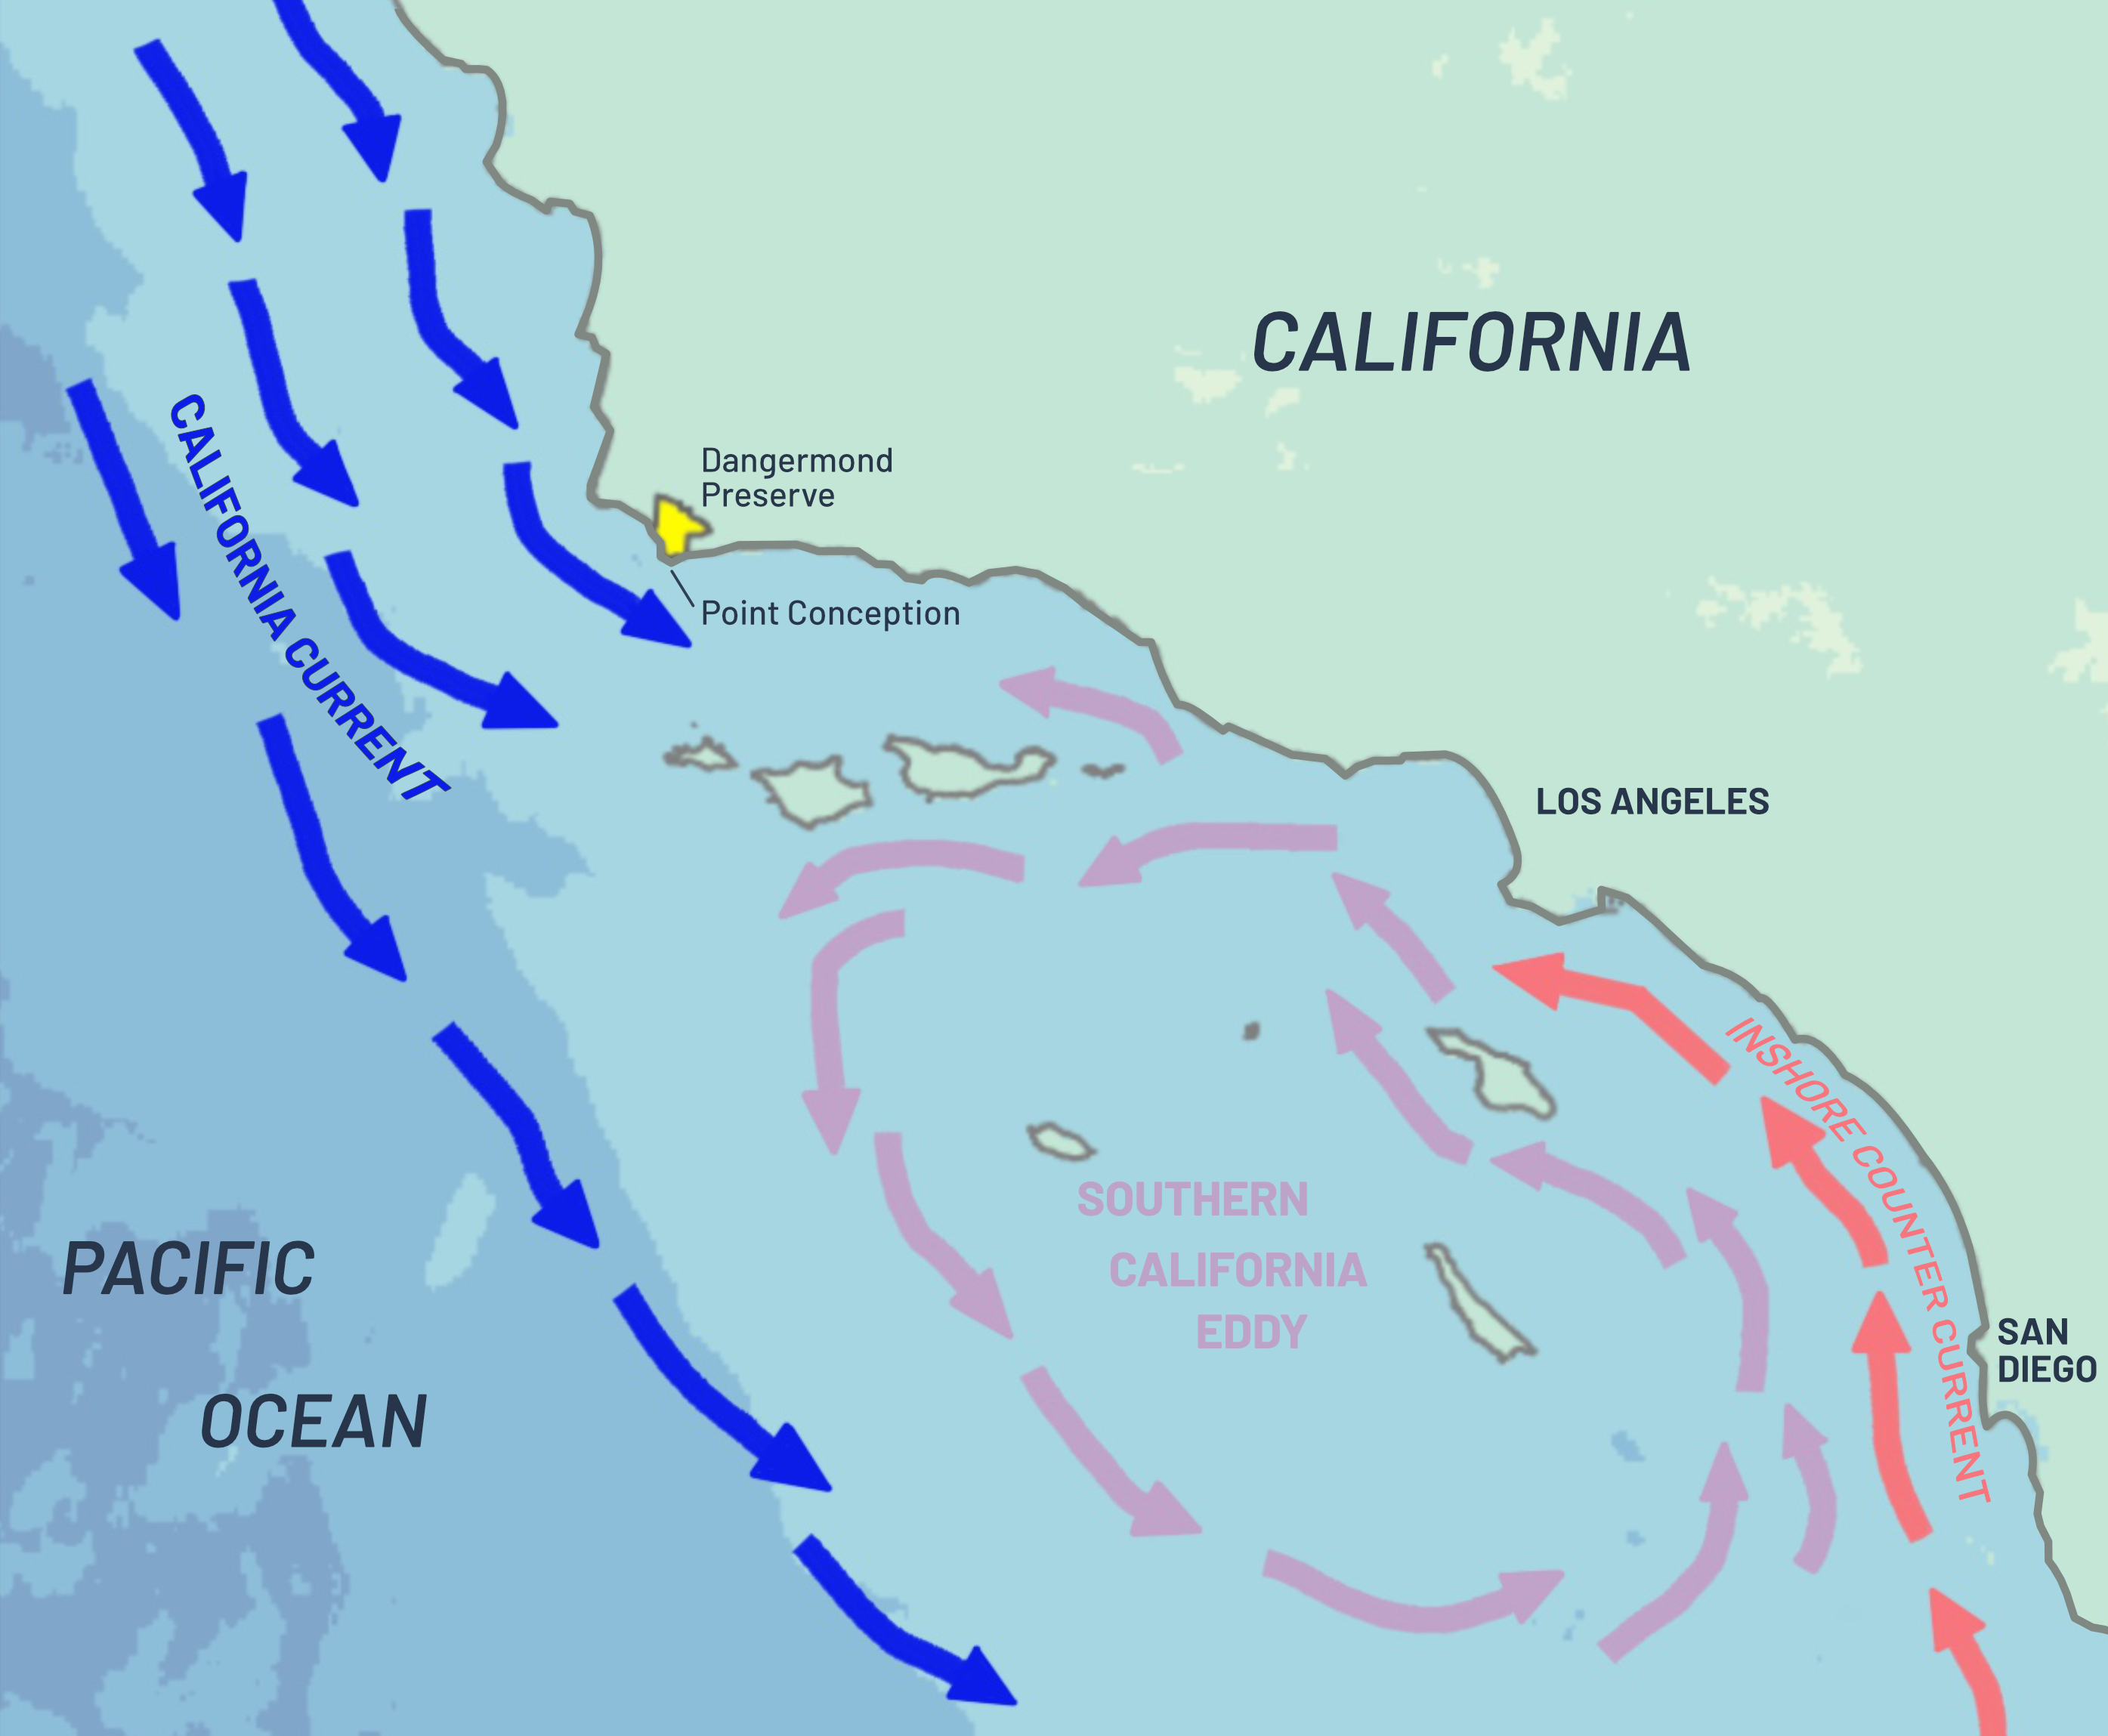 CALIFORNIA
Dangermond
Preserve
CALIFORNIA CURRENT
Point Conception
LOS ANGELES
INSHORE COUNTER CURRENT
SOUTHERN
CALIFORNIA
EDDY
PACIFIC
OCEAN
SAN
DIEGO